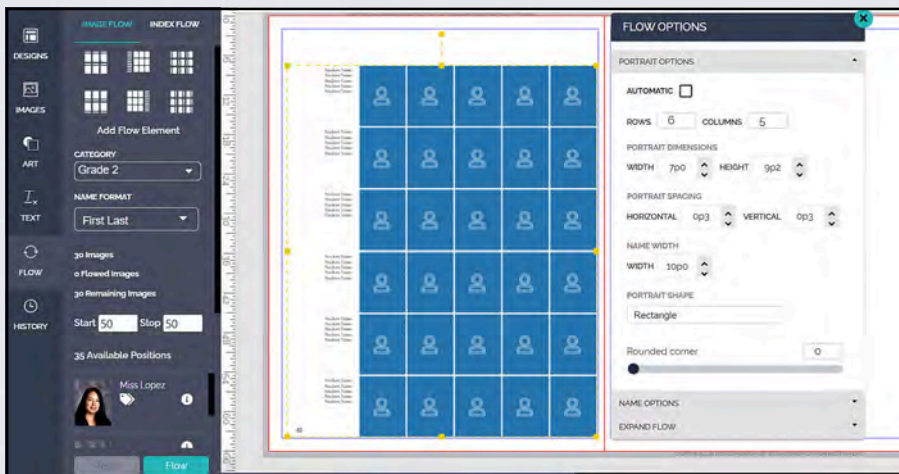 DESIGNS
IMAGES
ART
TEXT
FLOW
HISTORY
IMAGE FLOW INDEX FLOW
Add Flow Element
CATEGORY
Grade 2
NAME FORMAT
First Last
30 Images
0 Flowed Images
30 Remaining Images
Start 50 Stop 50
35 Available Positions
Miss Lopez
Flow
FLOW OPTIONS
PORTRAIT OPTIONS
AUTOMATIC
ROWS 6 COLUMNS 5
PORTRAIT DIMENSIONS
WIDTH 7p0 HEIGHT 9p2
PORTRAIT SPACING
HORIZONTAL 0p3 VERTICAL 0p3
NAME WIDTH
WIDTH 10p0
PORTRAIT SHAPE
Rectangle
Rounded corner 0
NAME OPTIONS
EXPAND FLOW